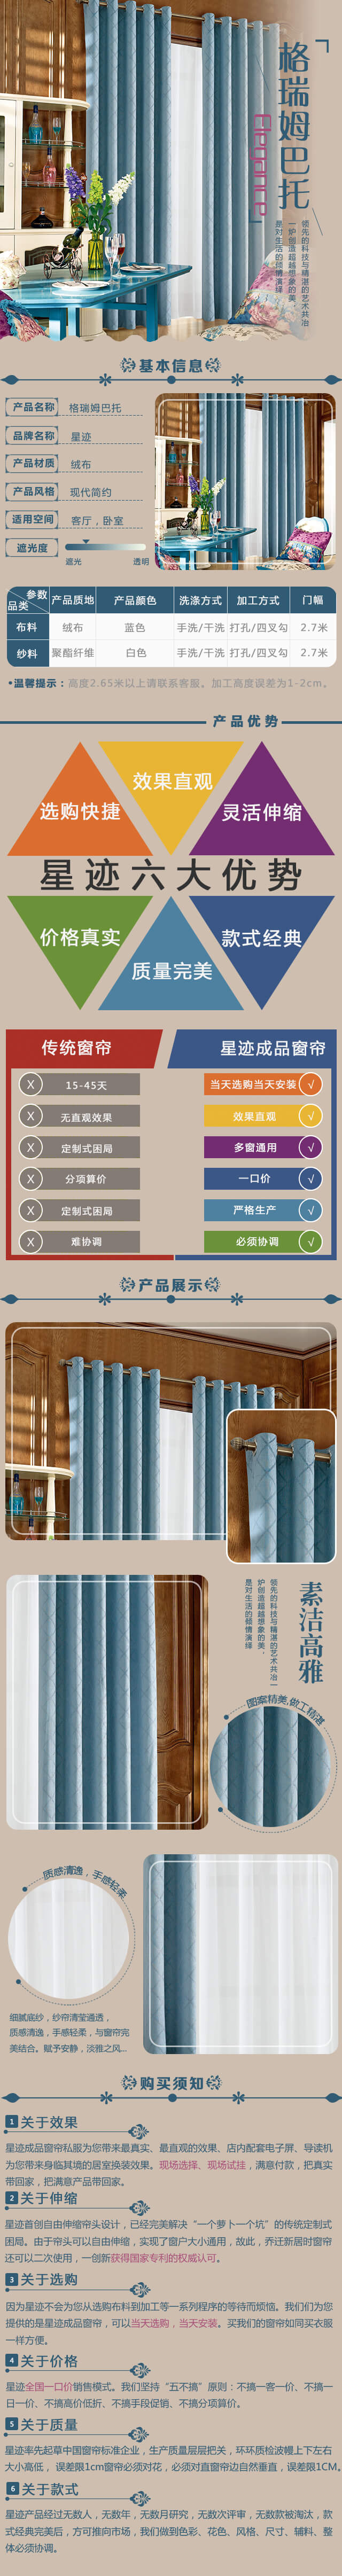 格瑞姆巴托
Elegance
领先的科技与精湛的艺术共冶
一炉创造超越想象的美，
是对生活的倾情演绎
基本信息
产品名称 格瑞姆巴托
品牌名称 星迹
产品材质 绒布
产品风格 现代简约
适用空间 客厅，卧室
遮光度
遮光 透明
参数 品类 产品质地 产品颜色 洗涤方式 加工方式 门幅
布料 绒布 蓝色 手洗/干洗 打孔/四叉勾 2.7米
纱料 聚酯纤维 白色 手洗/干洗 打孔/四叉勾 2.7米
•温馨提示：高度2.65米以上请联系客服。加工高度误差为1-2cm。
产品优势
选购快捷 效果直观 灵活伸缩
星迹六大优势
价格真实 质量完美 款式经典
传统窗帘 星迹成品窗帘
X 15-45天 当天选购当天安装 √
X 无直观效果 效果直观 √
X 定制式困局 多窗通用 √
X 分项算价 一口价 √
X 定制式困局 严格生产 √
X 难协调 必须协调 √
产品展示
素洁高雅
领先的科技与精湛的艺术共冶一
炉创造超越想象的美，
是对生活的倾情演绎
图案精美,做工精湛
质感清逸，手感轻柔
细腻底纱，纱帘清莹通透，
质感清逸，手感轻柔，与窗帘完
美结合。赋予安静，淡雅之风...
购买须知
1 关于效果
星迹成品窗帘私服为您带来最真实、最直观的效果、店内配套电子屏、导读机
为您带来身临其境的居室换装效果。现场选择、现场试挂，满意付款，把真实
带回家，把满意产品带回家。
2 关于伸缩
星迹首创自由伸缩帘头设计，已经完美解决“一个萝卜一个坑”的传统定制式
困局。由于帘头可以自由伸缩，实现了窗户大小通用，故此，乔迁新居时窗帘
还可以二次使用，一创新获得国家专利的权威认可。
3 关于选购
因为星迹不会为您从选购布料到加工等一系列程序的等待而烦恼。我们们为您
提供的是星迹成品窗帘，可以当天选购，当天安装。买我们的窗帘如同买衣服
一样方便。
4 关于价格
星迹全国一口价销售模式。我们坚持“五不搞”原则：不搞一客一价、不搞一
日一价、不搞高价低折、不搞手段促销、不搞分项算价。
5 关于质量
星迹率先起草中国窗帘标准企业，生产质量层层把关，环环质检波幔上下左右
大小高低， 误差限1cm窗帘必须对花，必须对直窗帘边自然垂直，误差限1CM。
6 关于款式
星迹产品经过无数人，无数年，无数月研究，无数次评审，无数款被淘汰，款
式经典完美后，方可推向市场，我们做到色彩、花色、风格、尺寸、辅料、整
体必须协调。